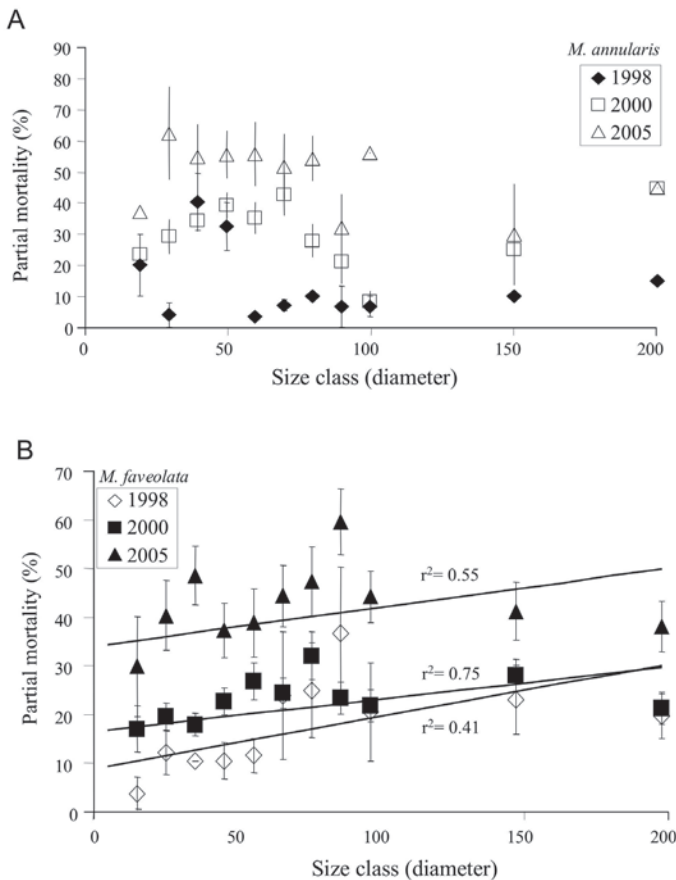 A
M. annularis
1998
2000
2005
Partial mortality (%)
90
80
70
60
50
40
30
20
10
0
0 50 100 150 200
Size class (diameter)
B
M. faveolata
1998
2000
2005
Partial mortality (%)
70
60
50
40
30
20
10
0
r²= 0.55
r²= 0.75
r²= 0.41
0 50 100 150 200
Size class (diameter)